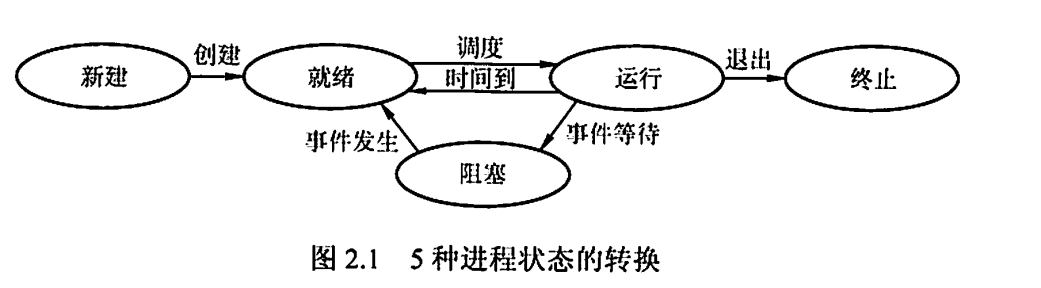 创建
调度
退出
新建
就绪
时间到
运行
终止
事件发生
事件等待
阻塞
图 2.1 5 种进程状态的转换